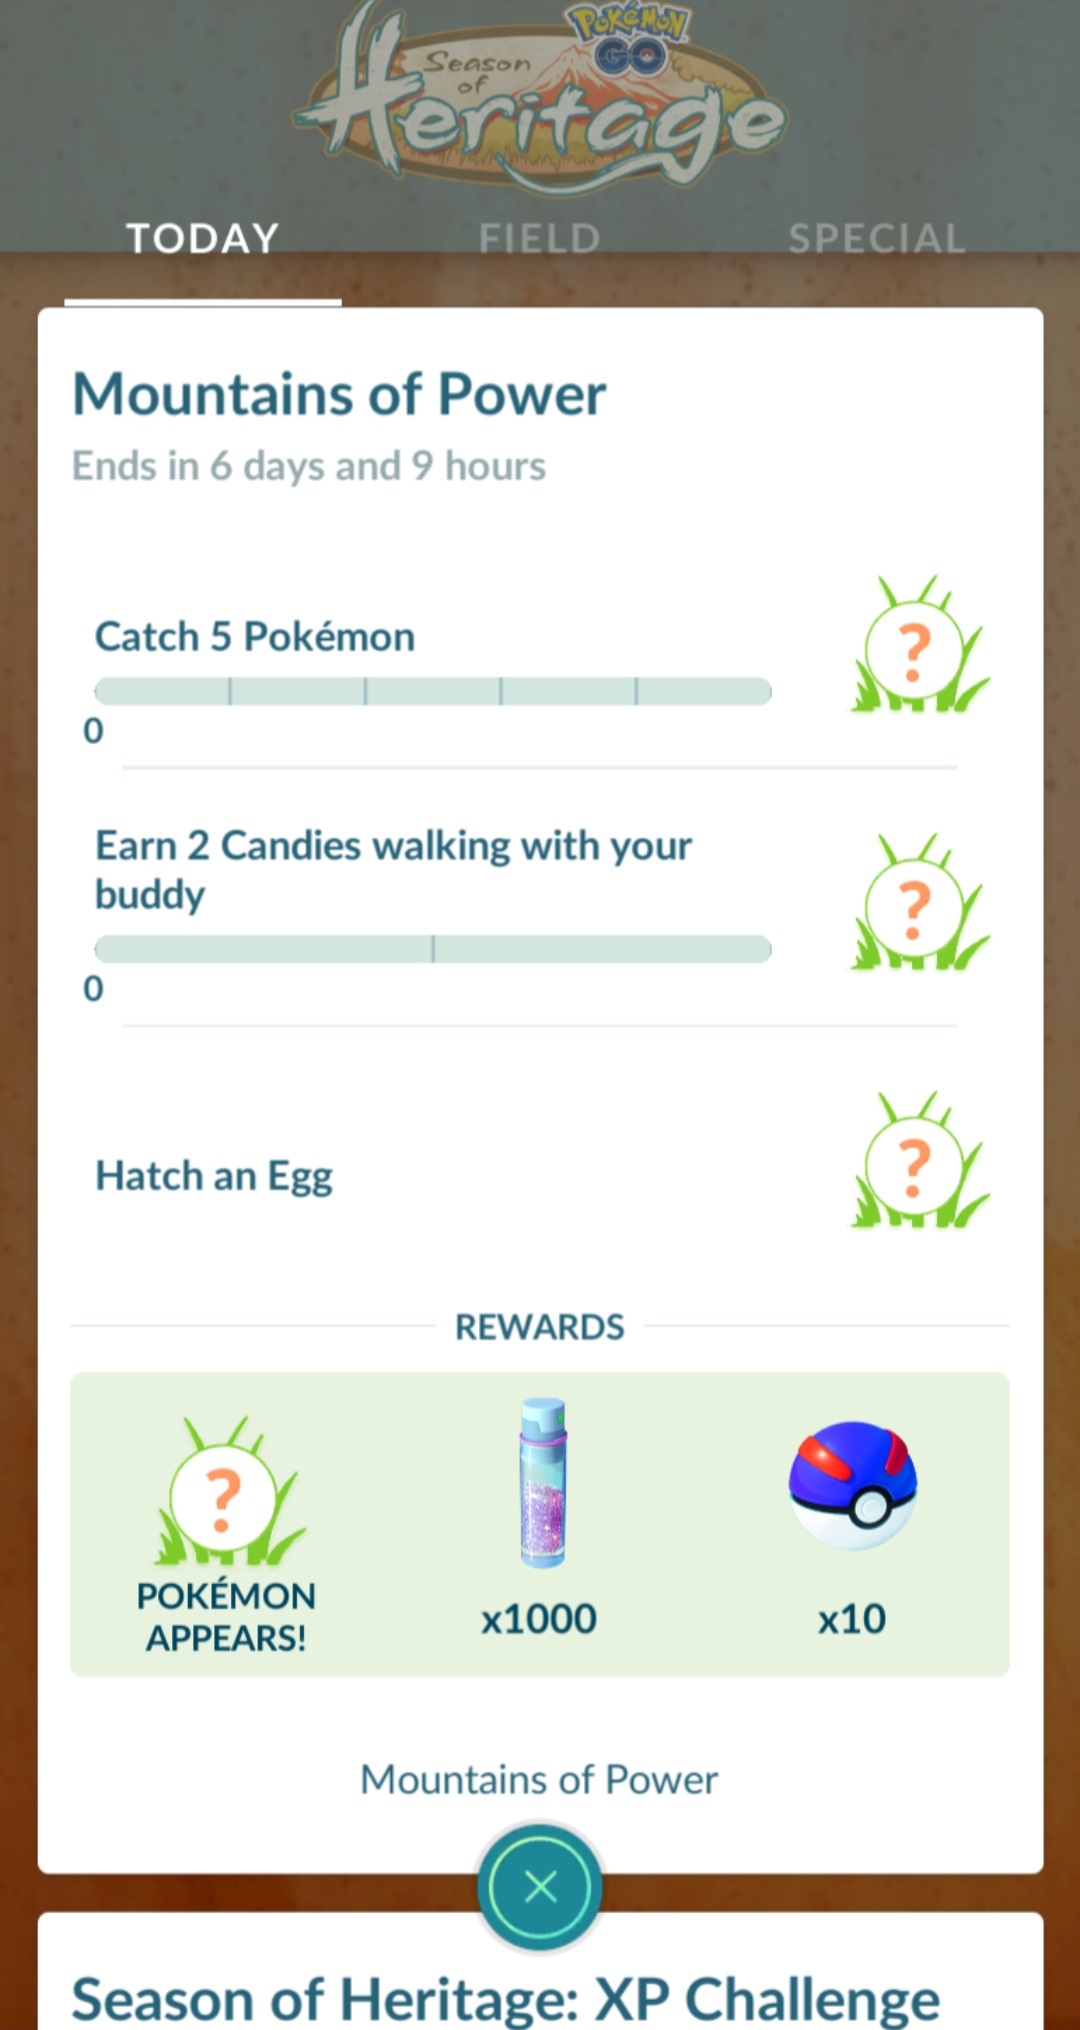 POKÉMON
GO
Season
of
Heritage
TODAY FIELD SPECIAL
Mountains of Power
Ends in 6 days and 9 hours
Catch 5 Pokémon
?
0
Earn 2 Candies walking with your
buddy
?
0
Hatch an Egg
?
REWARDS
?
POKÉMON
APPEARS!
x1000
x10
Mountains of Power
Season of Heritage: XP Challenge